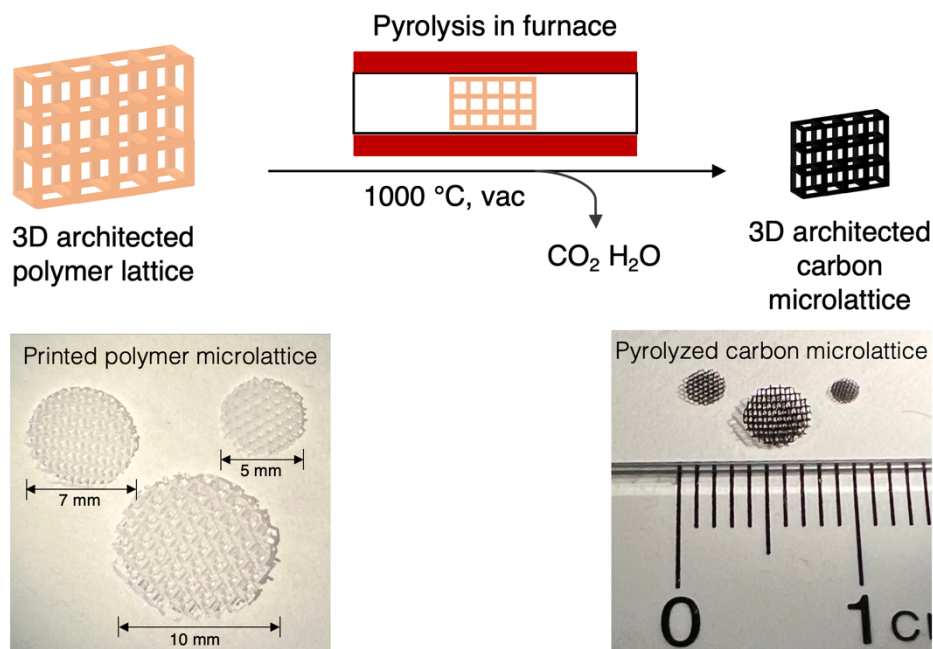 Pyrolysis in furnace
1000 °C, vac
CO₂ H₂O
3D architected
polymer lattice
3D architected
carbon
microlattice
Printed polymer microlattice
5 mm
7 mm
10 mm
Pyrolyzed carbon microlattice
0 1 c